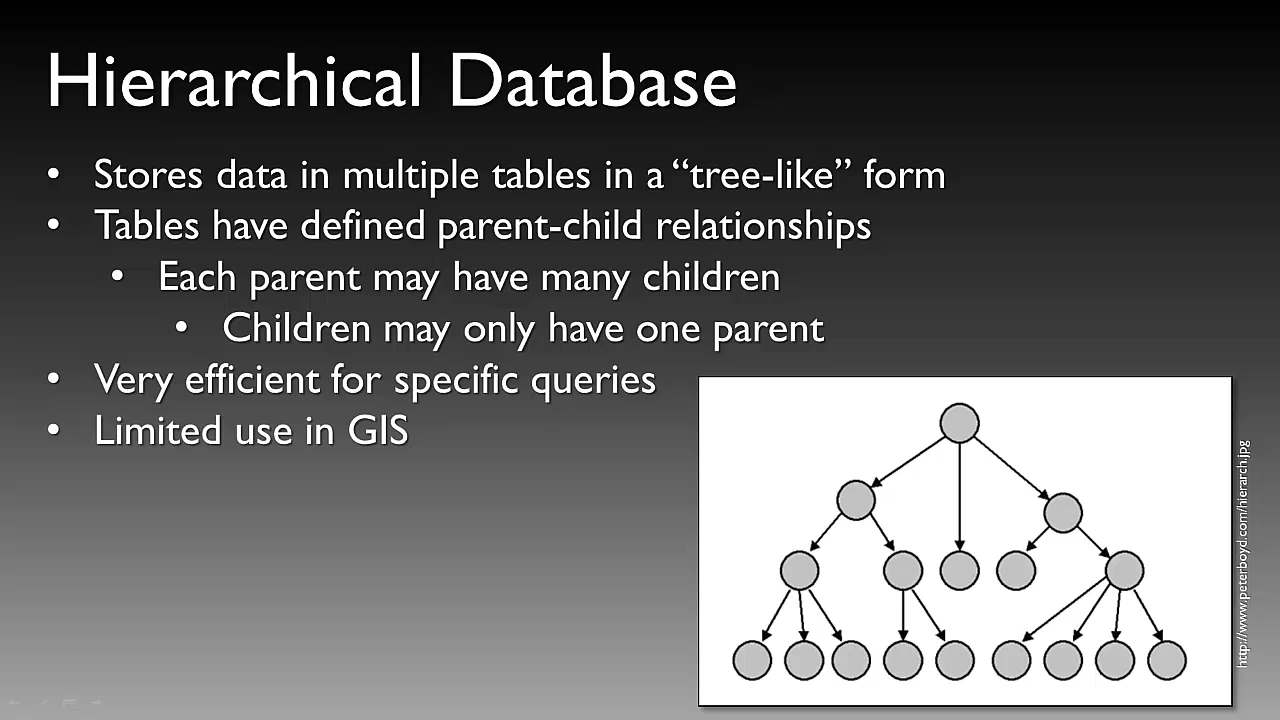 Hierarchical Database
• Stores data in multiple tables in a “tree-like” form
• Tables have defined parent-child relationships
• Each parent may have many children
• Children may only have one parent
• Very efficient for specific queries
• Limited use in GIS
http://www.peterboyd.com/hierarch.jpg